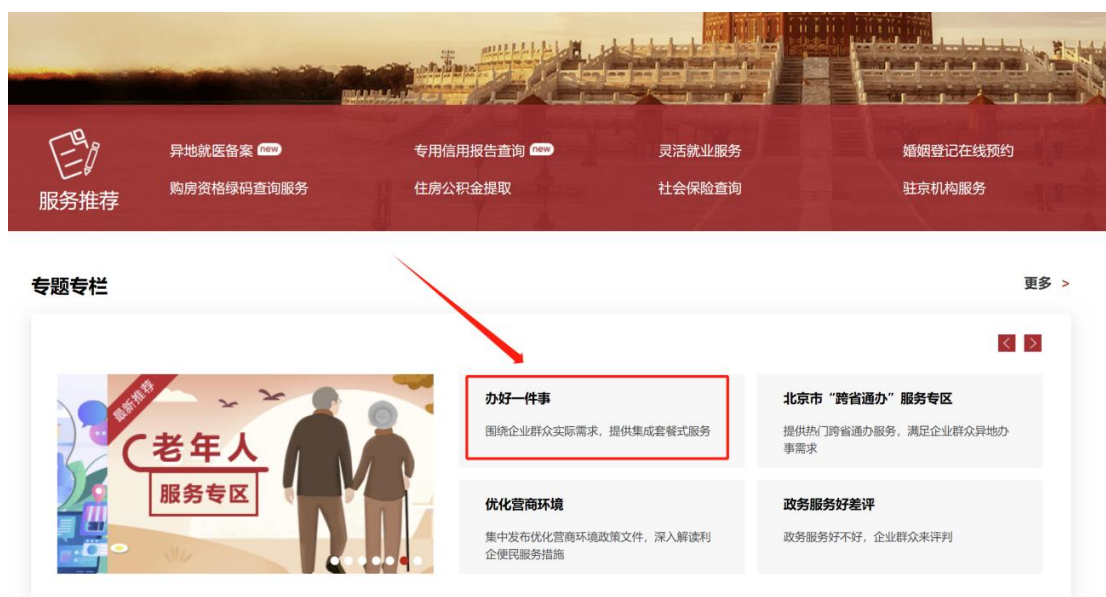 异地就医备案 new
专用信用报告查询 new
灵活就业服务
婚姻登记在线预约
服务推荐
购房资格绿码查询服务
住房公积金提取
社会保险查询
驻京机构服务
专题专栏
更多 >
最新推荐
老年人
服务专区
办好一件事
围绕企业群众实际需求，提供集成套餐式服务
北京市“跨省通办”服务专区
提供热门跨省通办服务，满足企业群众异地办
事需求
优化营商环境
集中发布优化营商环境政策文件，深入解读利
企便民服务措施
政务服务好差评
政务服务好不好，企业群众来评判